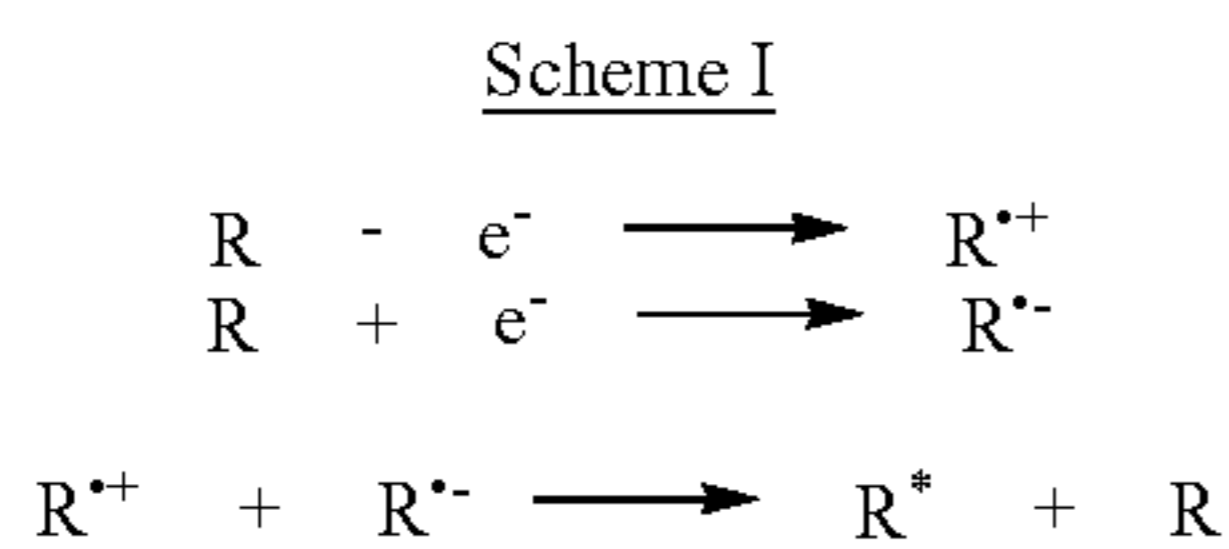 Scheme I
R - e⁻ ⟶ R•⁺
R + e⁻ ⟶ R•⁻
R•⁺ + R•⁻ ⟶ R* + R